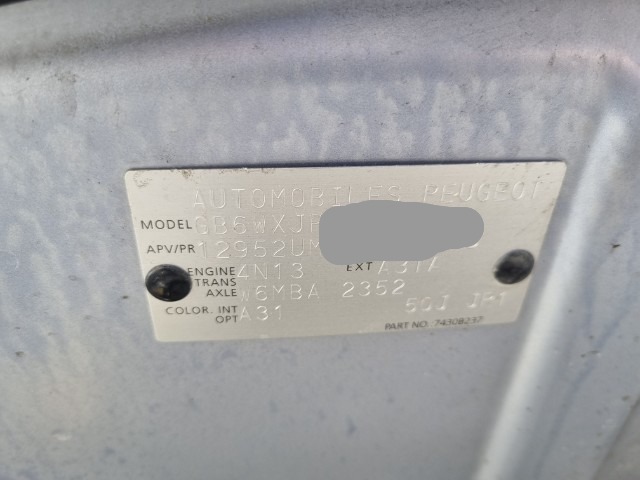 AUTOMOBILES PEUGEOT
MODEL GB6WXJP
APV/PR 12952UM
ENGINE 4N13 EXT A31A
TRANS
AXLE W6MBA 2352
COLOR. INT 50J JP1
OPT A31
PART NO. 7430B237